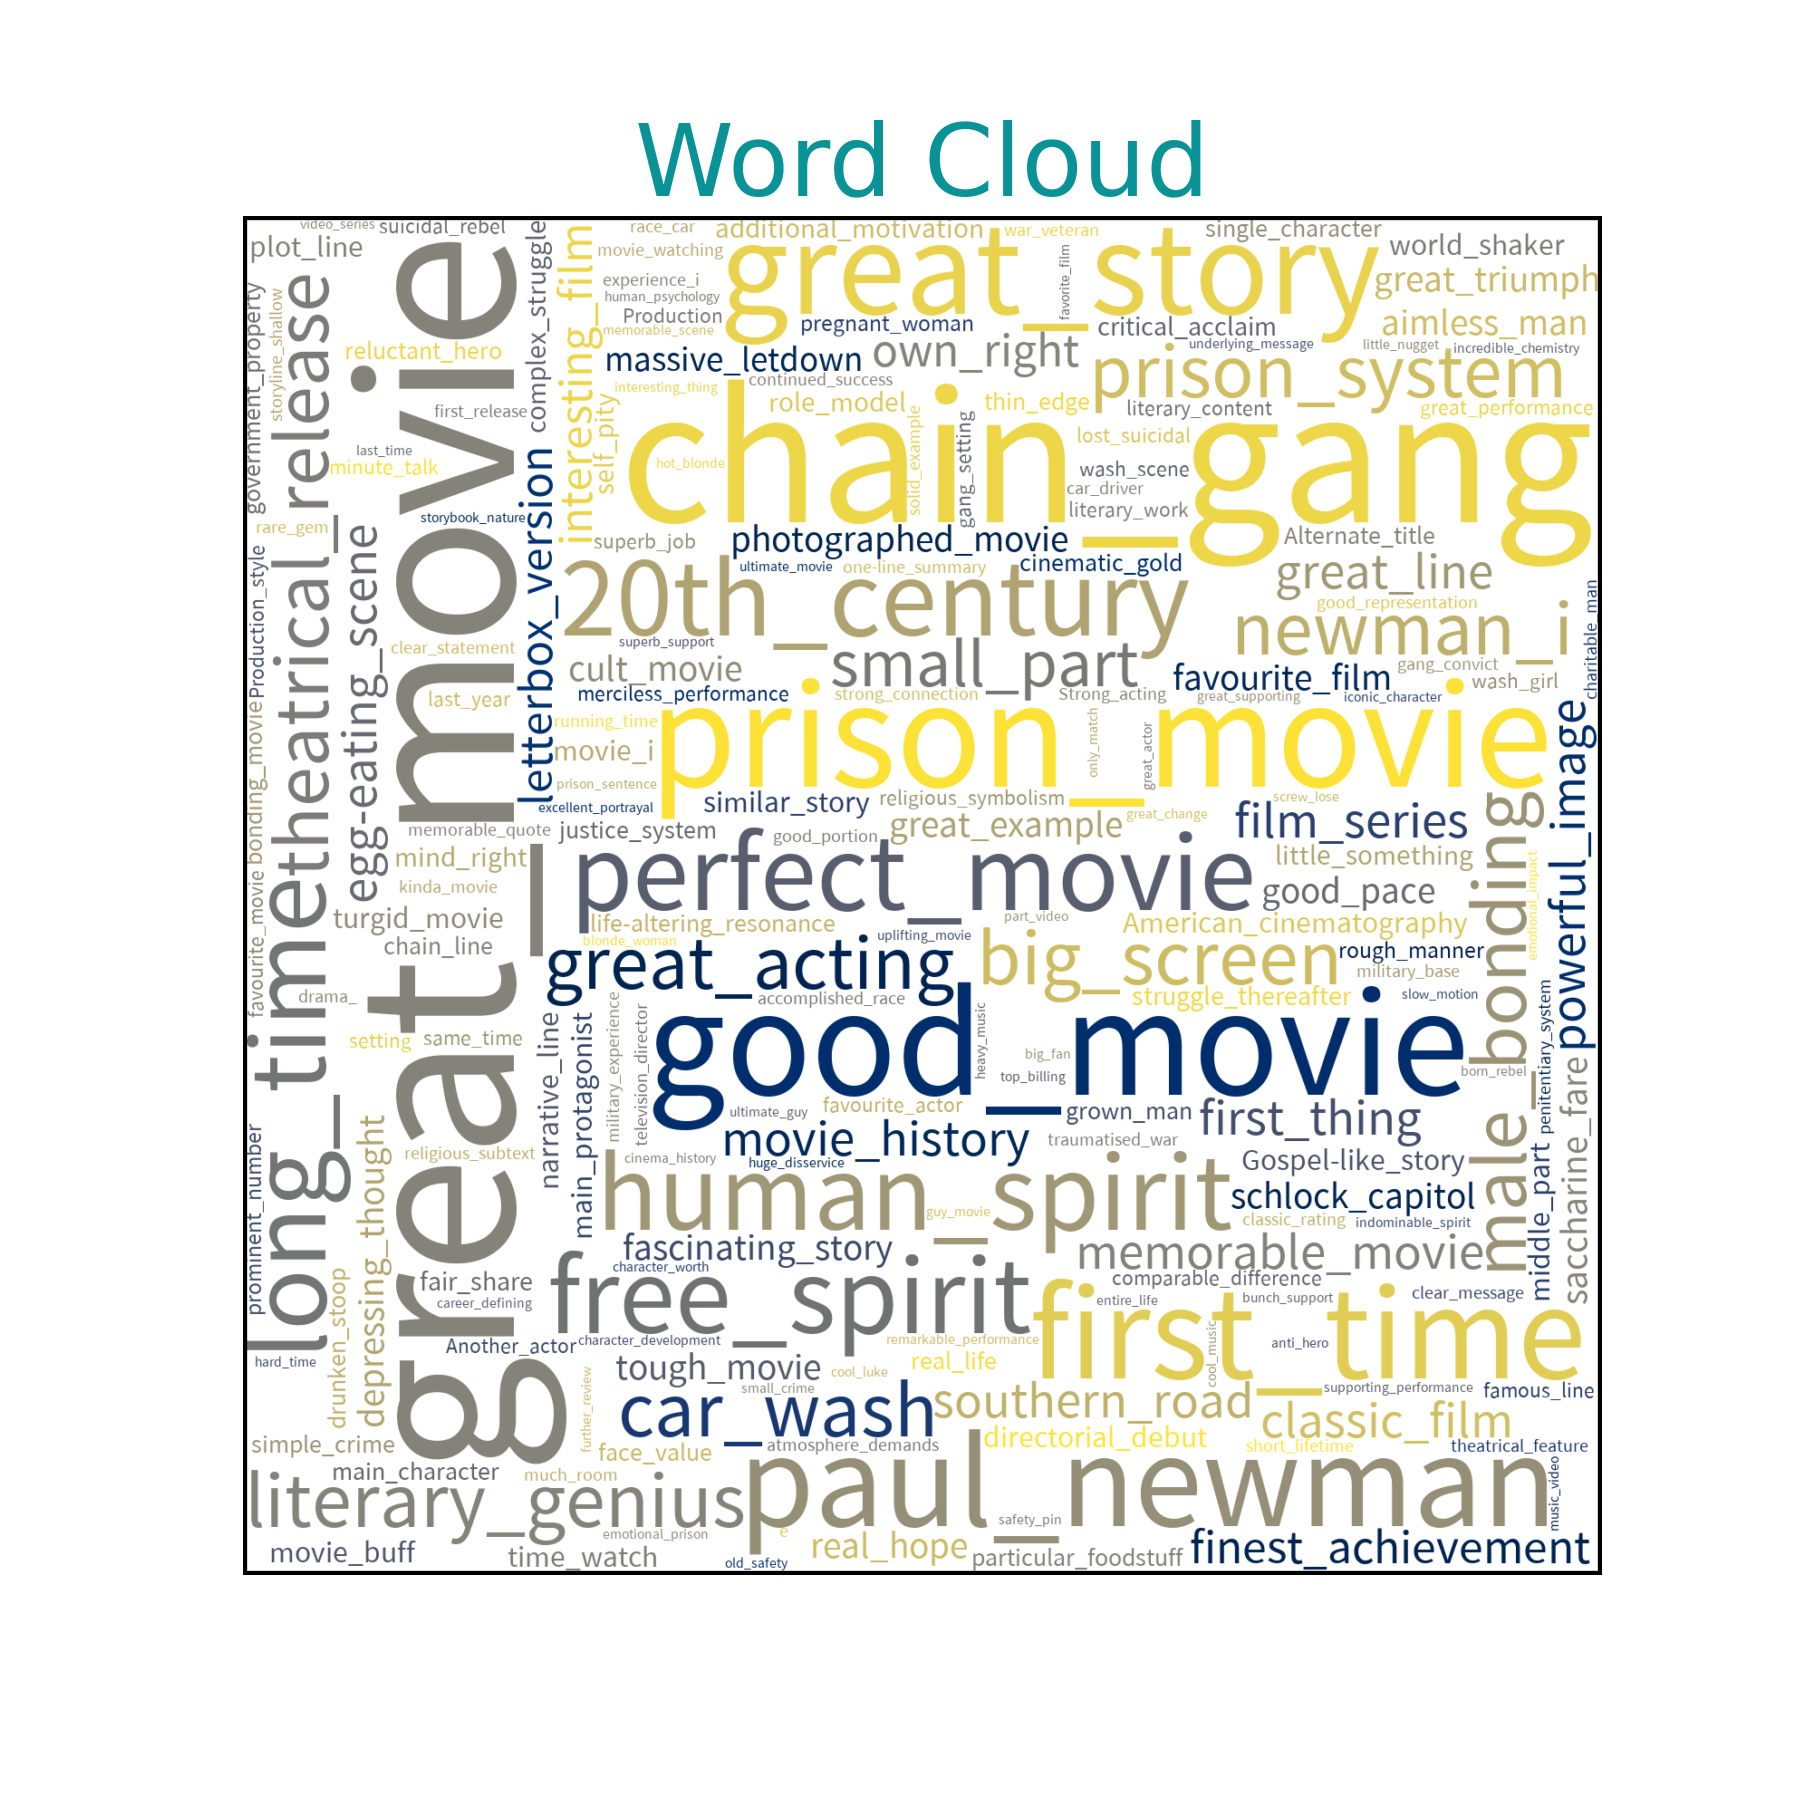 Word Cloud
video_series
suicidal_rebel
plot_line
race_car
additional_motivation
war_veteran
single_character
world_shaker
movie_watching
great_story
great_triumph
experience_i
human_psychology
Production
memorable_scene
favorite_film
pregnant_woman
critical_acclaim
aimless_man
reluctant_hero
complex_struggle
interesting_film
massive_letdown
own_right
underlying_message
little_nugget
incredible_chemistry
prison_system
government_property
storyline_shallow
theatrical_release
great_movie
first_release
interesting_thing
continued_success
role_model
thin_edge
literary_content
great_performance
self_pity
chain_gang
solid_example
gang_setting
lost_suicidal
last_time
minute_talk
hot_blonde
wash_scene
car_driver
literary_work
storybook_nature
rare_gem
letterbox_version
superb_job
photographed_movie
Alternate_title
egg-eating_scene
ultimate_movie
one-line_summary
cinematic_gold
great_line
20th_century
good_representation
newman_i
charitable_man
Production_style
clear_statement
superb_support
cult_movie
small_part
favourite_film
gang_convict
wash_girl
last_year
merciless_performance
strong_connection
Strong_acting
great_supporting
iconic_character
running_time
prison_movie
only_match
great_actor
powerful_image
movie_i
prison_sentence
excellent_portrayal
similar_story
religious_symbolism
great_change
screw_lose
bonding_movie
memorable_quote
justice_system
good_portion
great_example
film_series
mind_right
perfect_movie
little_something
kinda_movie
good_pace
male_bonding
emotional_impact
turgid_movie
life-altering_resonance
part_video
American_cinematography
chain_line
blonde_woman
uplifting_movie
great_acting
big_screen
rough_manner
military_base
favourite_movie
drama_
accomplished_race
struggle_thereafter
slow_motion
long_time
setting
same_time
narrative_line
main_protagonist
military_experience
television_director
good_movie
heavy_music
big_fan
top_billing
born_rebel
penitentiary_system
saccharine_fare
ultimate_guy
favourite_actor
grown_man
first_thing
prominent_number
depressing_thought
religious_subtext
movie_history
traumatised_war
cinema_history
huge_disservice
Gospel-like_story
human_spirit
schlock_capitol
middle_part
guy_movie
classic_rating
indominable_spirit
fascinating_story
memorable_movie
character_worth
fair_share
free_spirit
comparable_difference
career_defining
entire_life
bunch_support
clear_message
first_time
drunken_stoop
Another_actor
character_development
remarkable_performance
anti_hero
hard_time
tough_movie
cool_luke
real_life
cool_music
further_review
small_crime
car_wash
southern_road
supporting_performance
famous_line
classic_film
simple_crime
face_value
atmosphere_demands
directorial_debut
short_lifetime
theatrical_feature
main_character
much_room
literary_genius
paul_newman
music_video
safety_pin
emotional_prison
e
movie_buff
time_watch
old_safety
real_hope
particular_foodstuff
finest_achievement